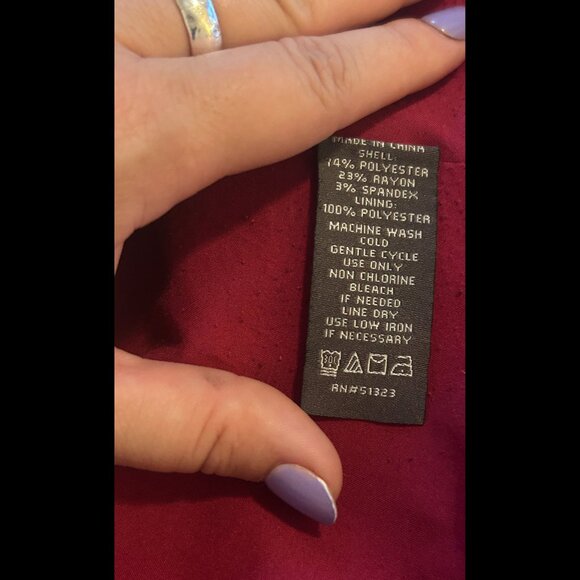 MADE IN CHINA
SHELL:
74% POLYESTER
23% RAYON
3% SPANDEX
LINING:
100% POLYESTER
MACHINE WASH
COLD
GENTLE CYCLE
USE ONLY
NON CHLORINE
BLEACH
IF NEEDED
LINE DRY
USE LOW IRON
IF NECESSARY
30C
RN#51323